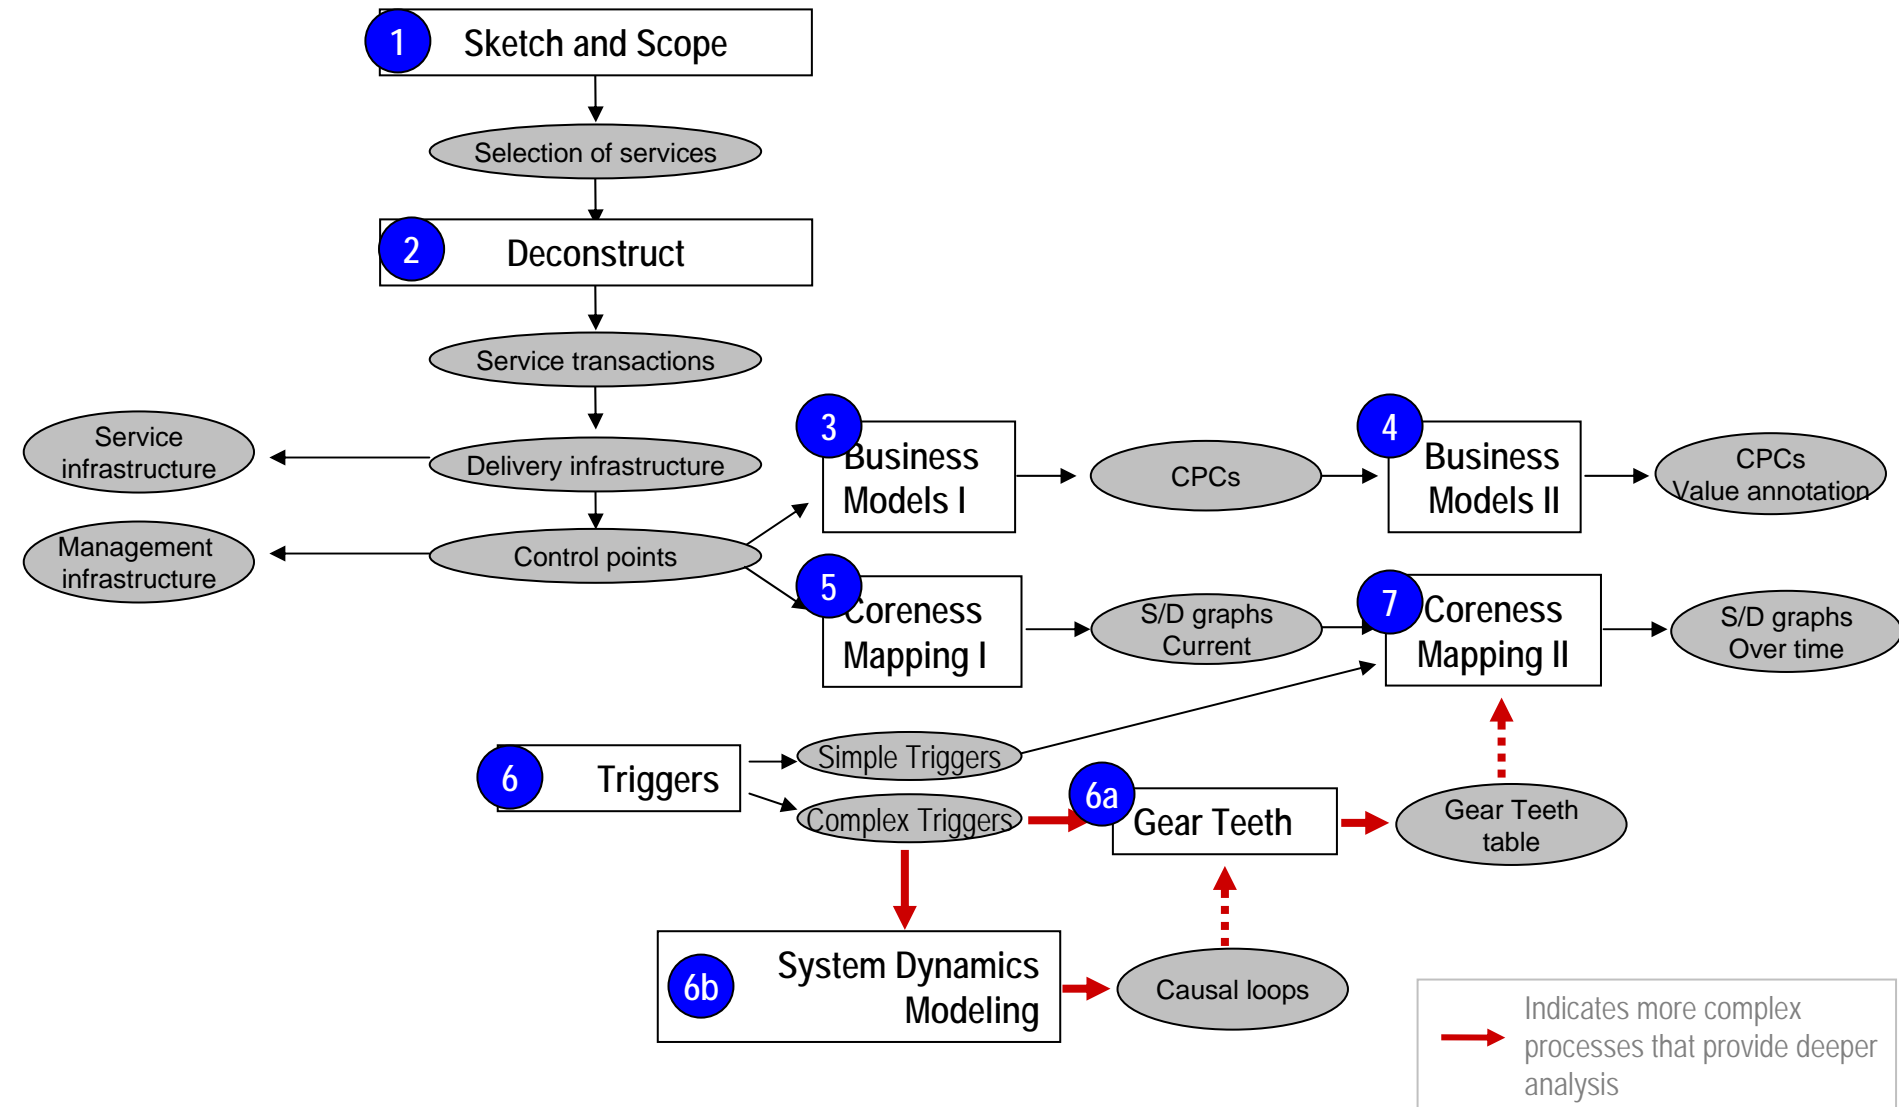 1 Sketch and Scope
Selection of services
2 Deconstruct
Service transactions
Service
infrastructure
Delivery infrastructure
Management
infrastructure
Control points
3
Business
Models I
CPCs
4
Business
Models II
CPCs
Value annotation
5
Coreness
Mapping I
S/D graphs
Current
7
Coreness
Mapping II
S/D graphs
Over time
6 Triggers
Simple Triggers
Complex Triggers
6a
Gear Teeth
Gear Teeth
table
6b
System Dynamics
Modeling
Causal loops
Indicates more complex
processes that provide deeper
analysis